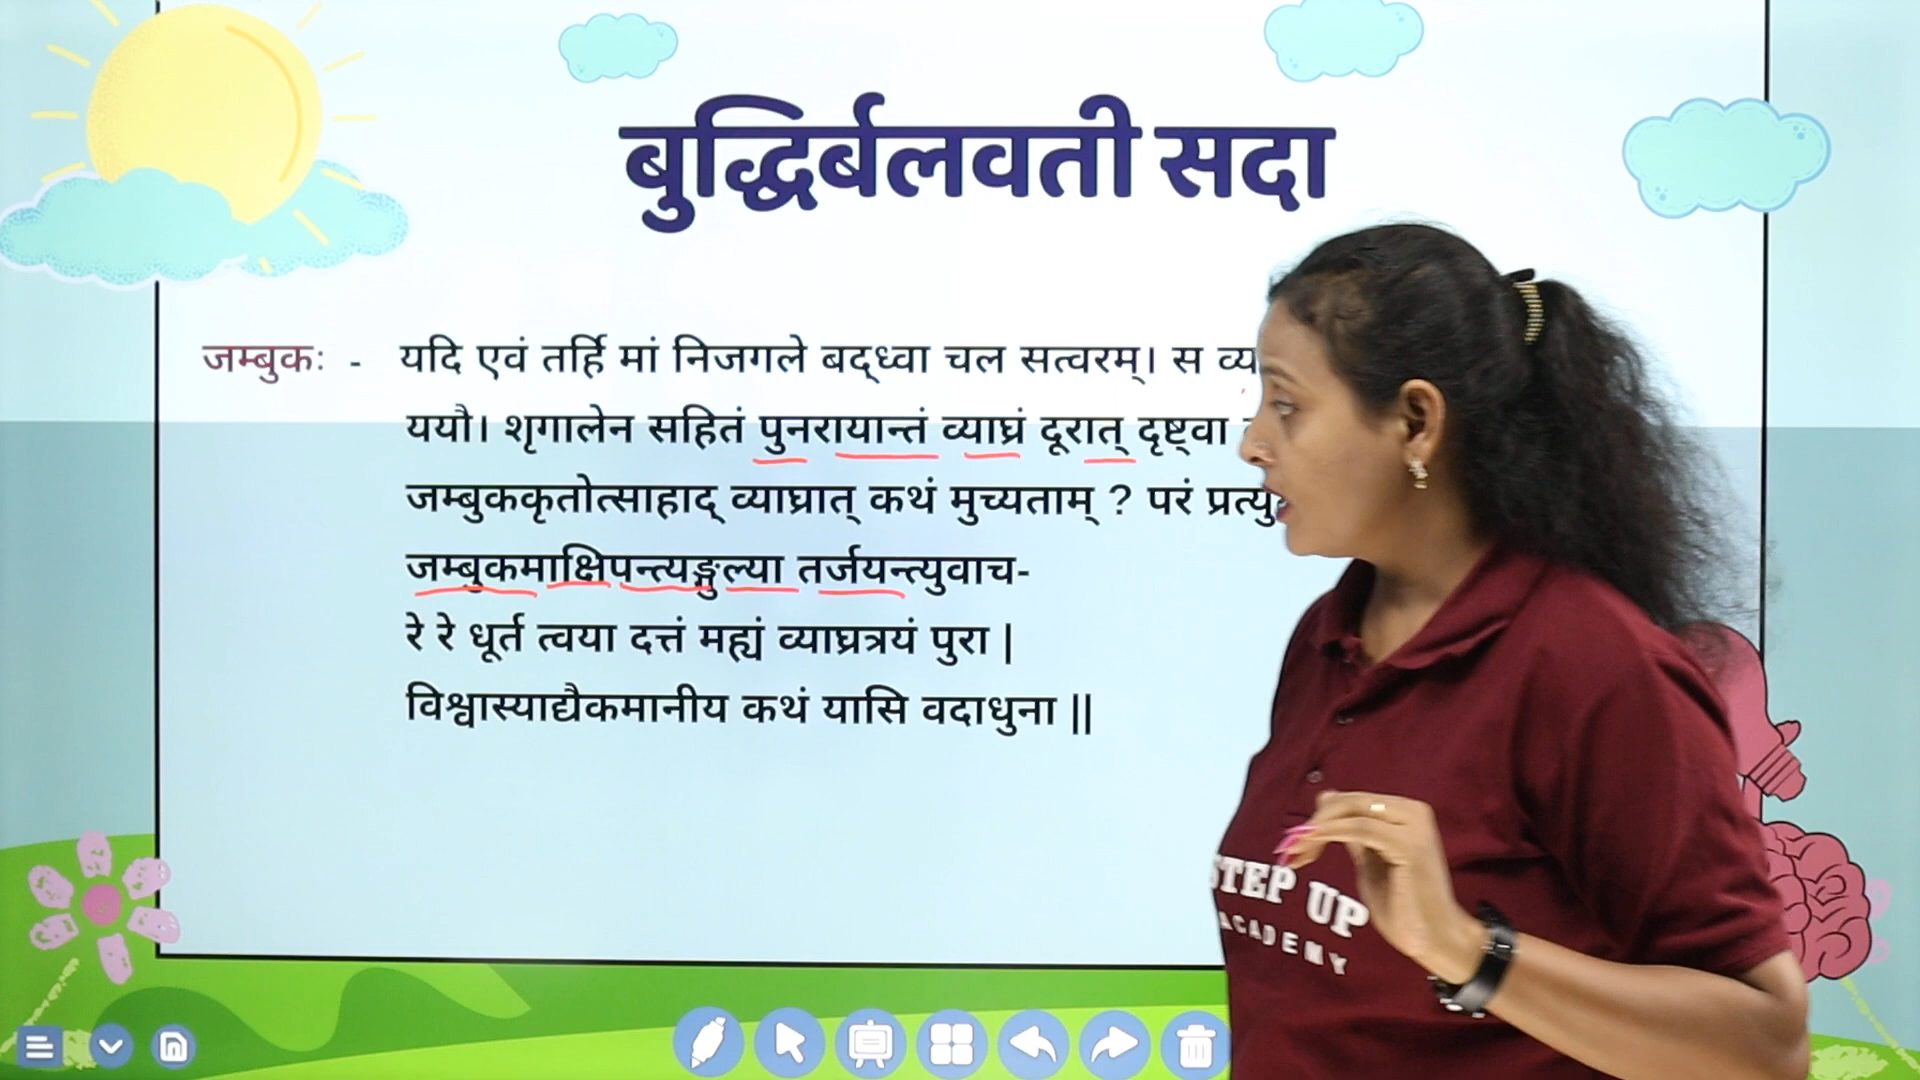 बुद्धिर्बलवती सदा
जम्बुकः - यदि एवं तर्हि मां निजगले बद्ध्वा चल सत्वरम्। स
ययौ। शृगालेन सहितं पुनरायान्तं व्याघ्रं दूरात् दृष्ट्वा
जम्बुककृतोत्साहाद् व्याघ्रात् कथं मुच्यताम् ? परं
जम्बुकमाक्षिपन्त्यङ्गुल्या तर्जयन्त्युवाच-
रे रे धूर्त त्वया दत्तं मह्यं व्याघ्रत्रयं पुरा |
विश्वास्याद्यैकमानीय कथं यासि वदाधुना ||
STEP UP
ACADEMY